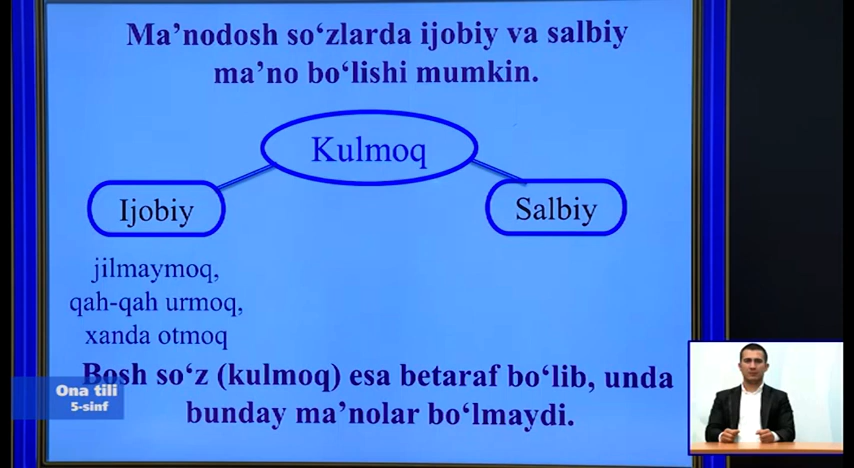 Ma’nodosh so‘zlarda ijobiy va salbiy
ma’no bo‘lishi mumkin.
Kulmoq
Ijobiy
Salbiy
jilmaymoq,
qah-qah urmoq,
xanda otmoq
Bosh so‘z (kulmoq) esa betaraf bo‘lib, unda
bunday ma’nolar bo‘lmaydi.
Ona tili
5-sinf